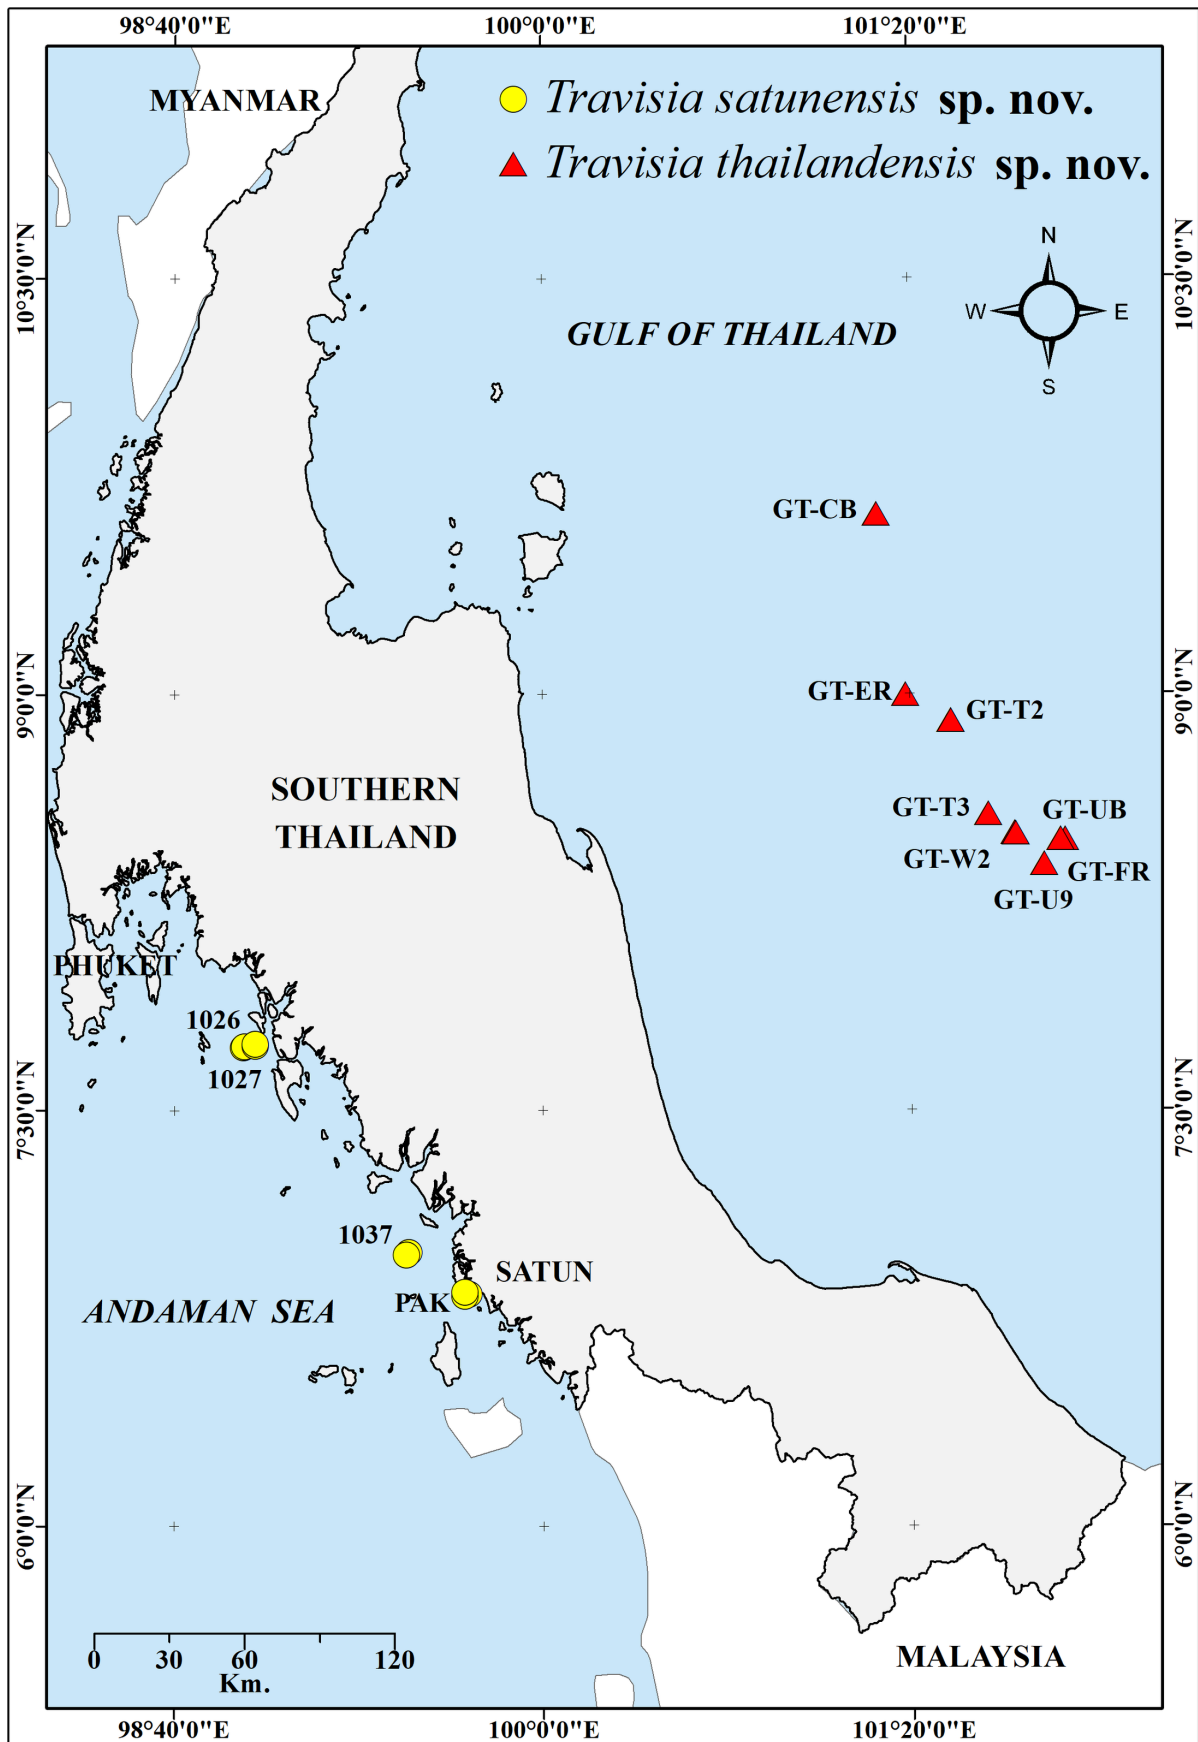 98°40'0"E 100°0'0"E 101°20'0"E
MYANMAR
Travisia satunensis sp. nov.
Travisia thailandensis sp. nov.
10°30'0"N
10°30'0"N
N
W E
S
GULF OF THAILAND
GT-CB
9°0'0"N
9°0'0"N
GT-ER
GT-T2
SOUTHERN
THAILAND
GT-T3
GT-UB
GT-W2
GT-FR
GT-U9
PHUKET
1026
1027
7°30'0"N
7°30'0"N
1037
SATUN
PAK
ANDAMAN SEA
6°0'0"N
6°0'0"N
0 30 60 120
Km.
MALAYSIA
98°40'0"E 100°0'0"E 101°20'0"E